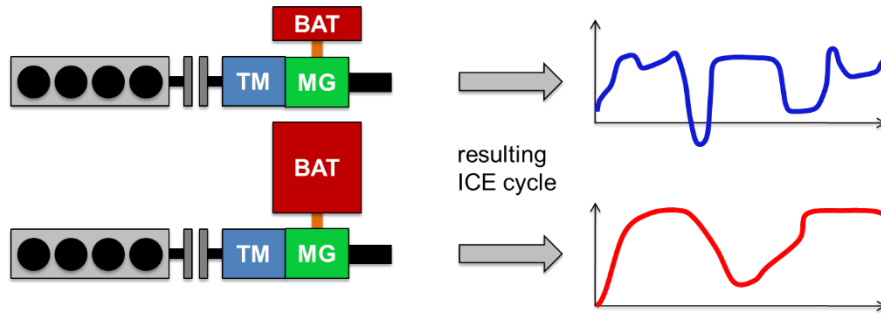 BAT
TM MG
resulting
ICE cycle
BAT
TM MG